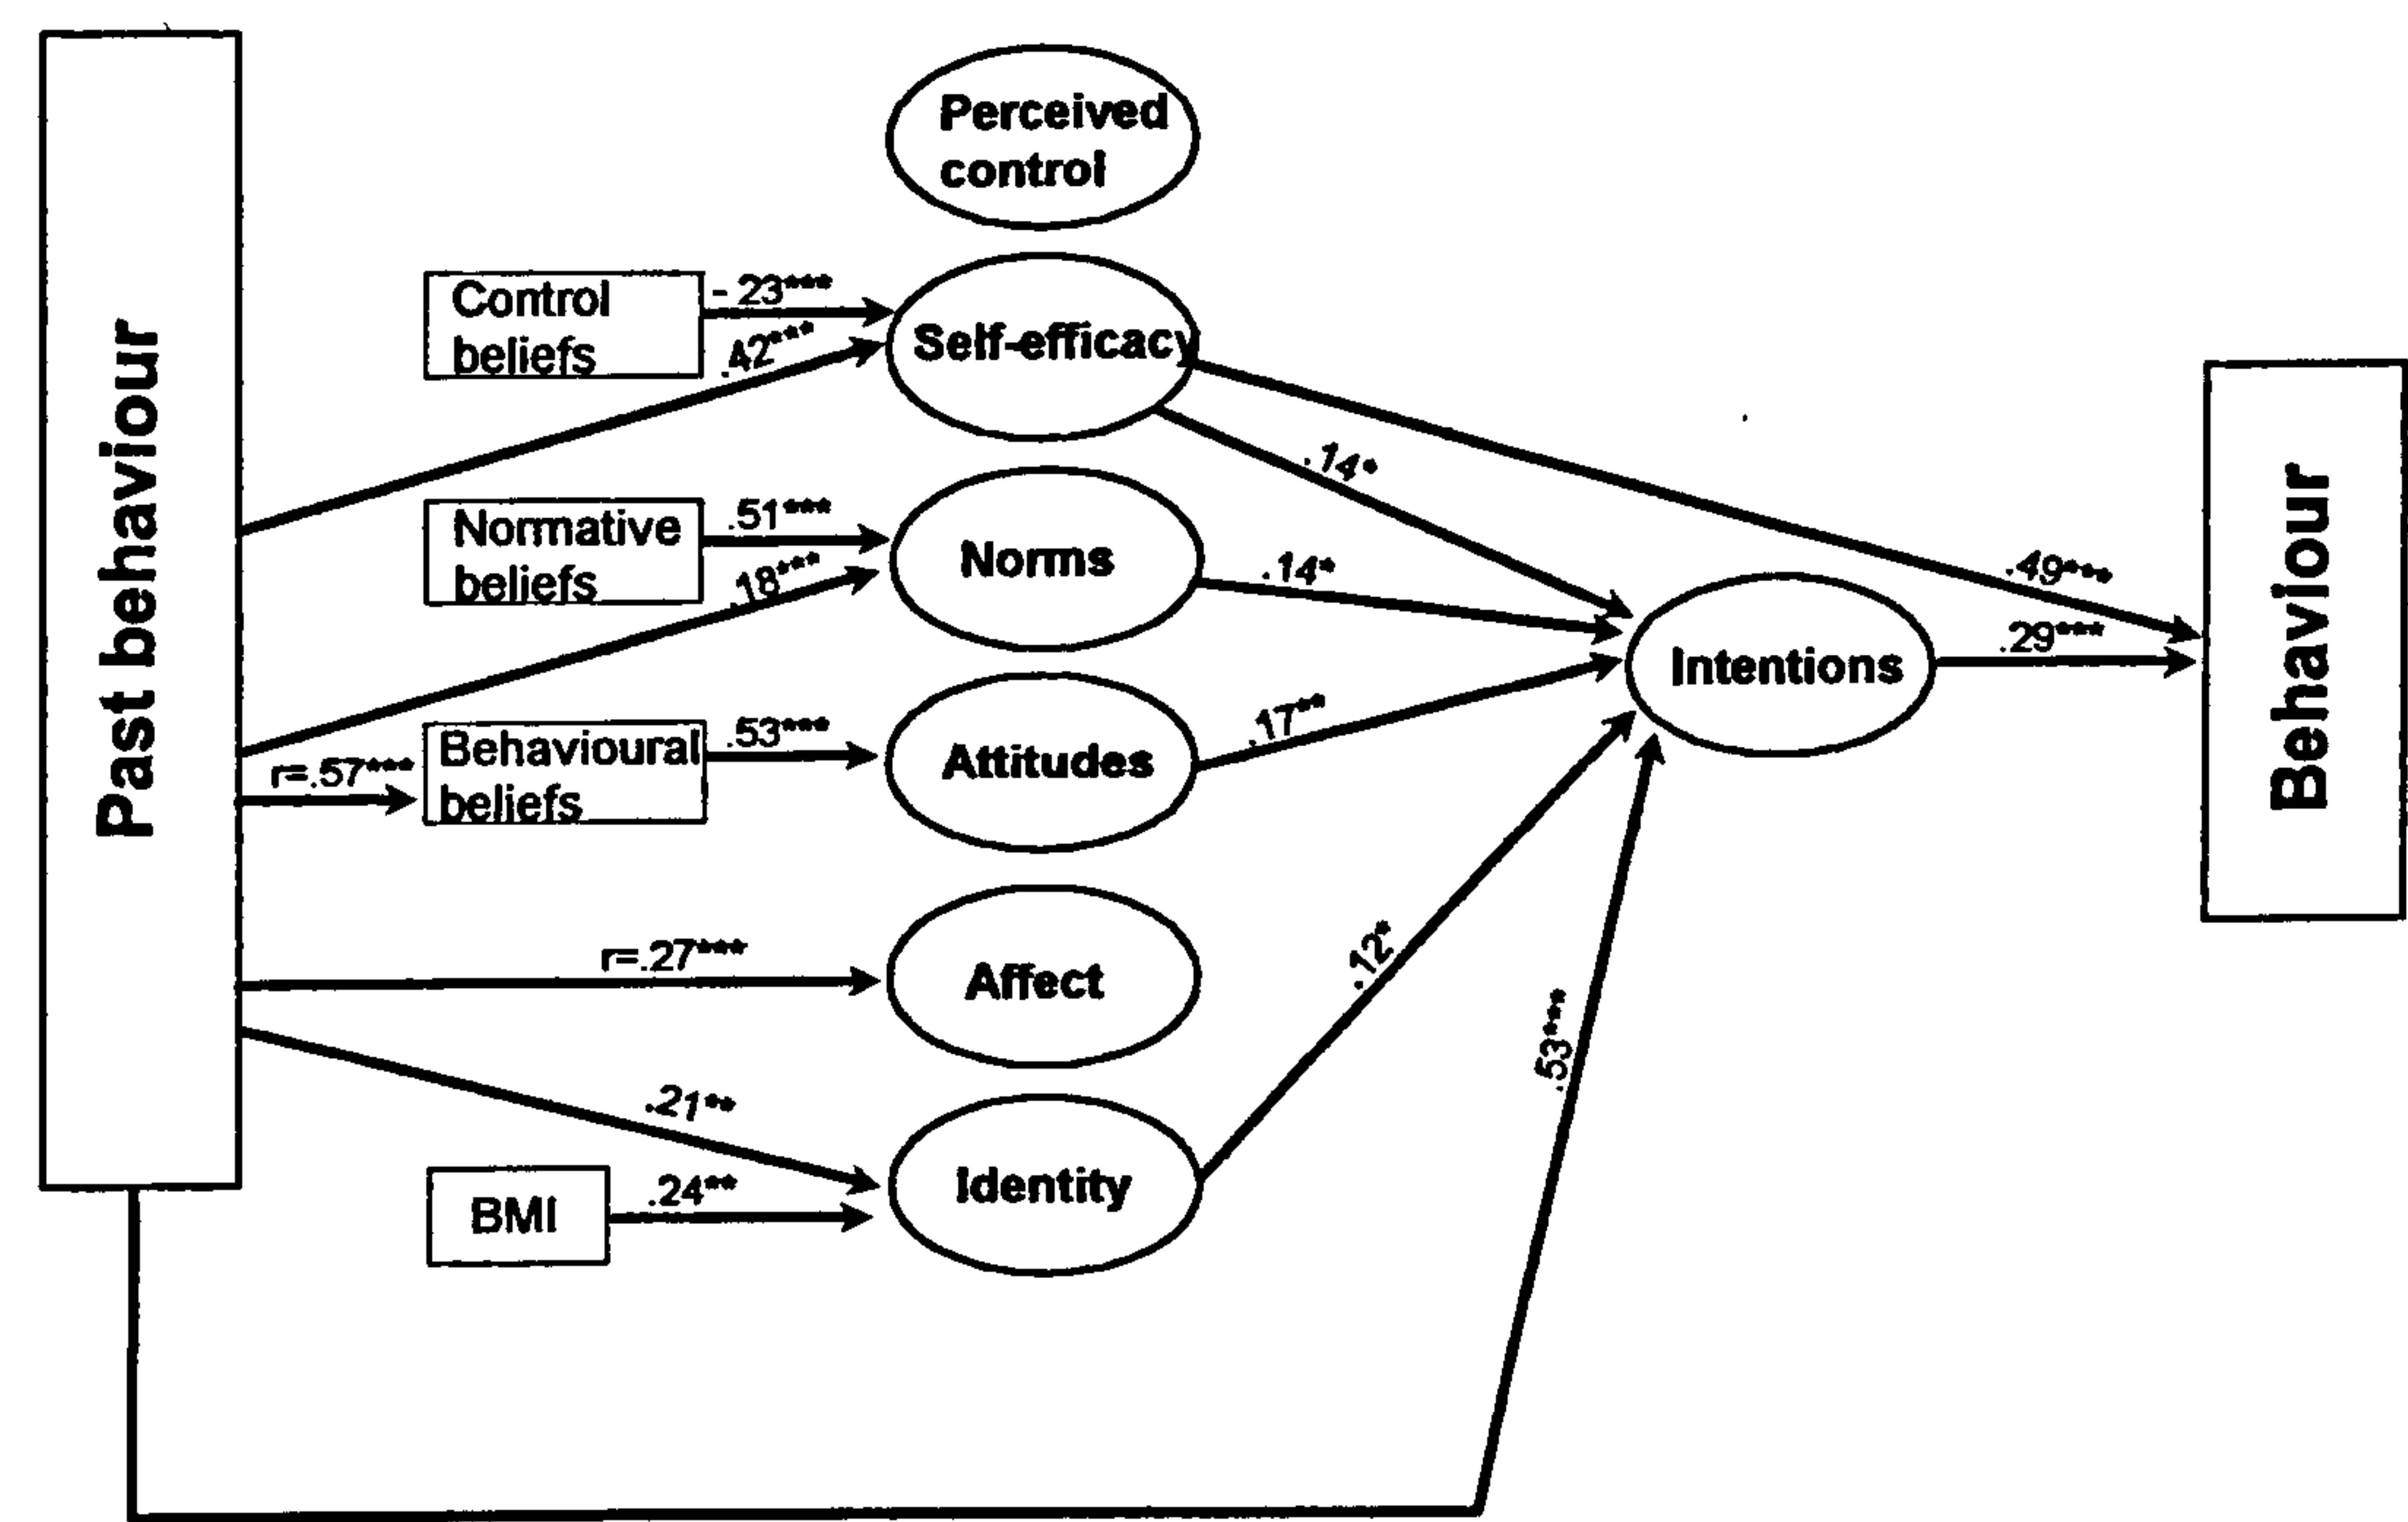 Past behaviour
Perceived
control
Control
beliefs
-.23***
.42***
Self-efficacy
.14*
.49***
Normative
beliefs
.51***
.18***
Norms
.14*
Intentions
.29***
Behaviour
r=.57***
Behavioural
beliefs
.53***
Attitudes
.17**
r=.27***
Affect
.12*
.53***
.21**
BMI
.24**
Identity